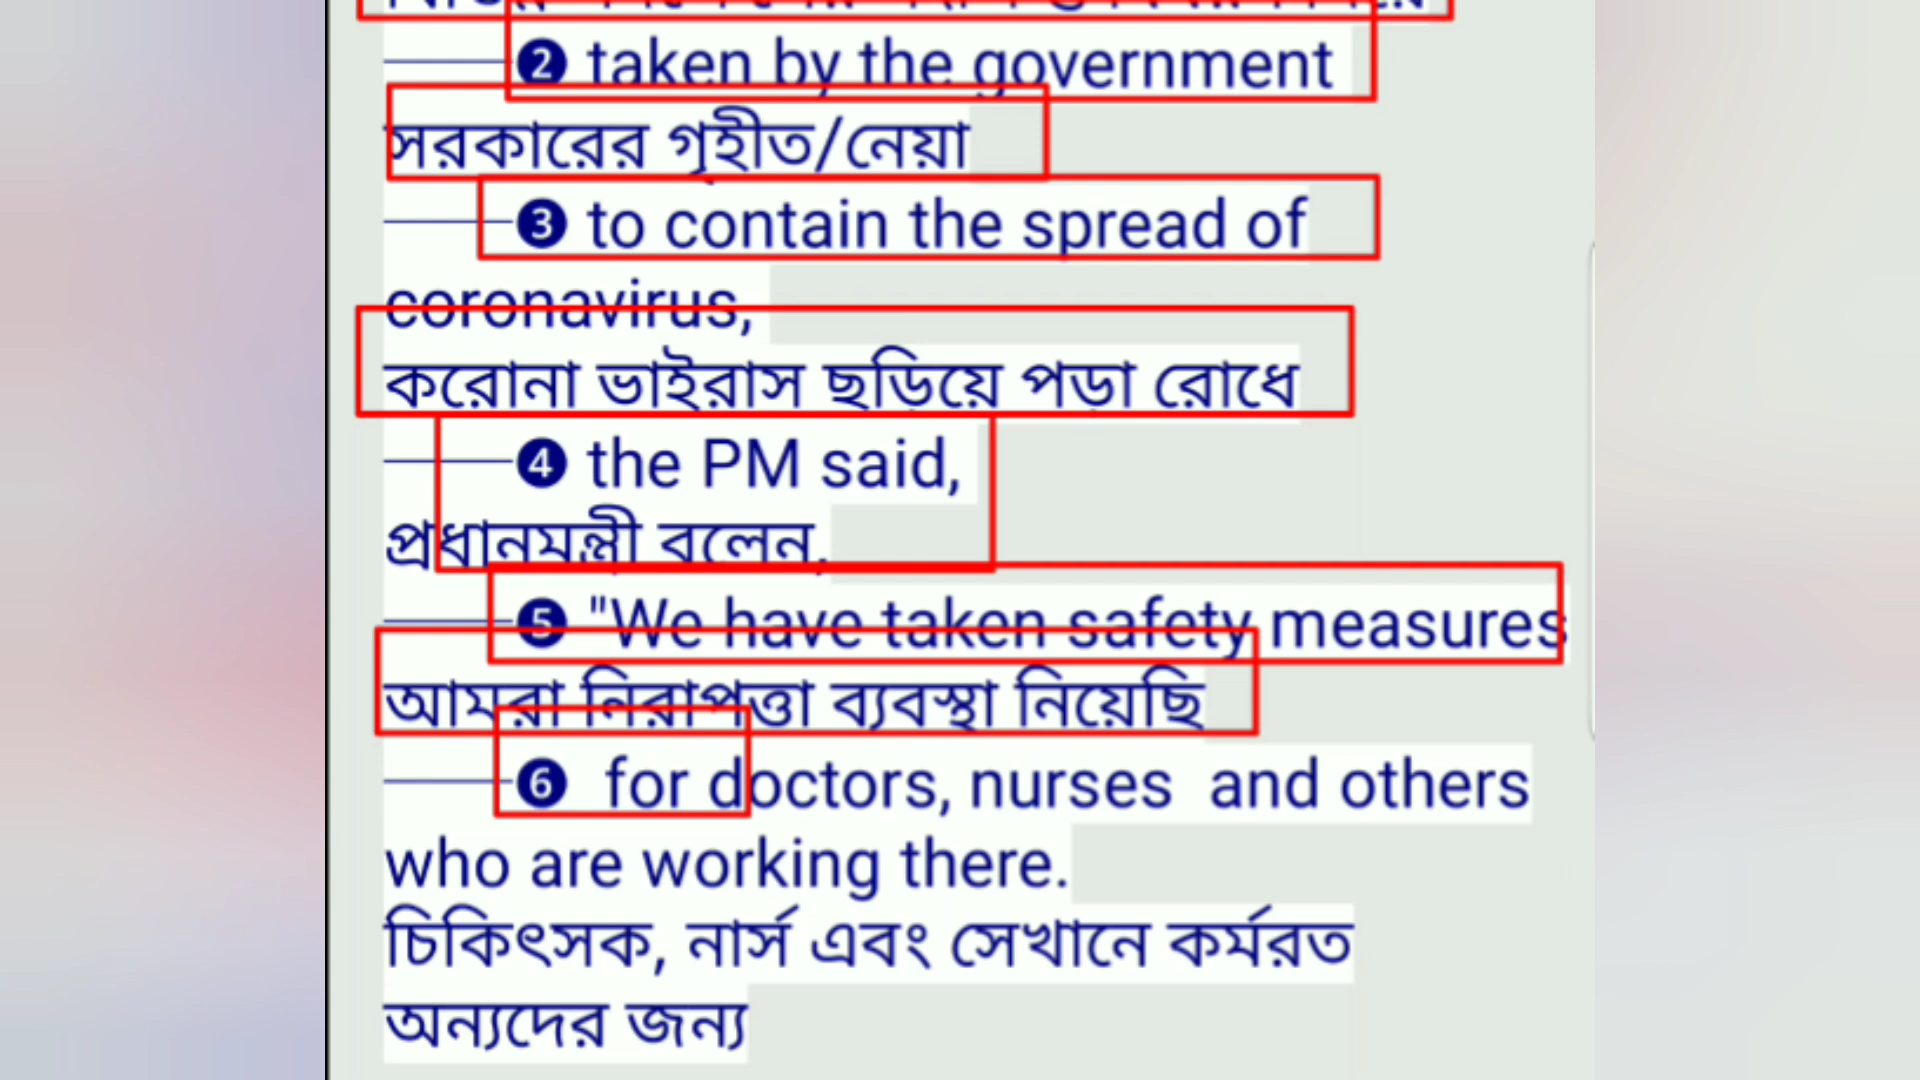 ❷ taken by the government
সরকারের গৃহীত/নেয়া
❸ to contain the spread of
coronavirus,
করোনা ভাইরাস ছড়িয়ে পড়া রোধে
❹ the PM said,
প্রধানমন্ত্রী বলেন,
❺ "We have taken safety measures
আমরা নিরাপত্তা ব্যবস্থা নিয়েছি
❻ for doctors, nurses and others
who are working there.
চিকিৎসক, নার্স এবং সেখানে কর্মরত
অন্যদের জন্য